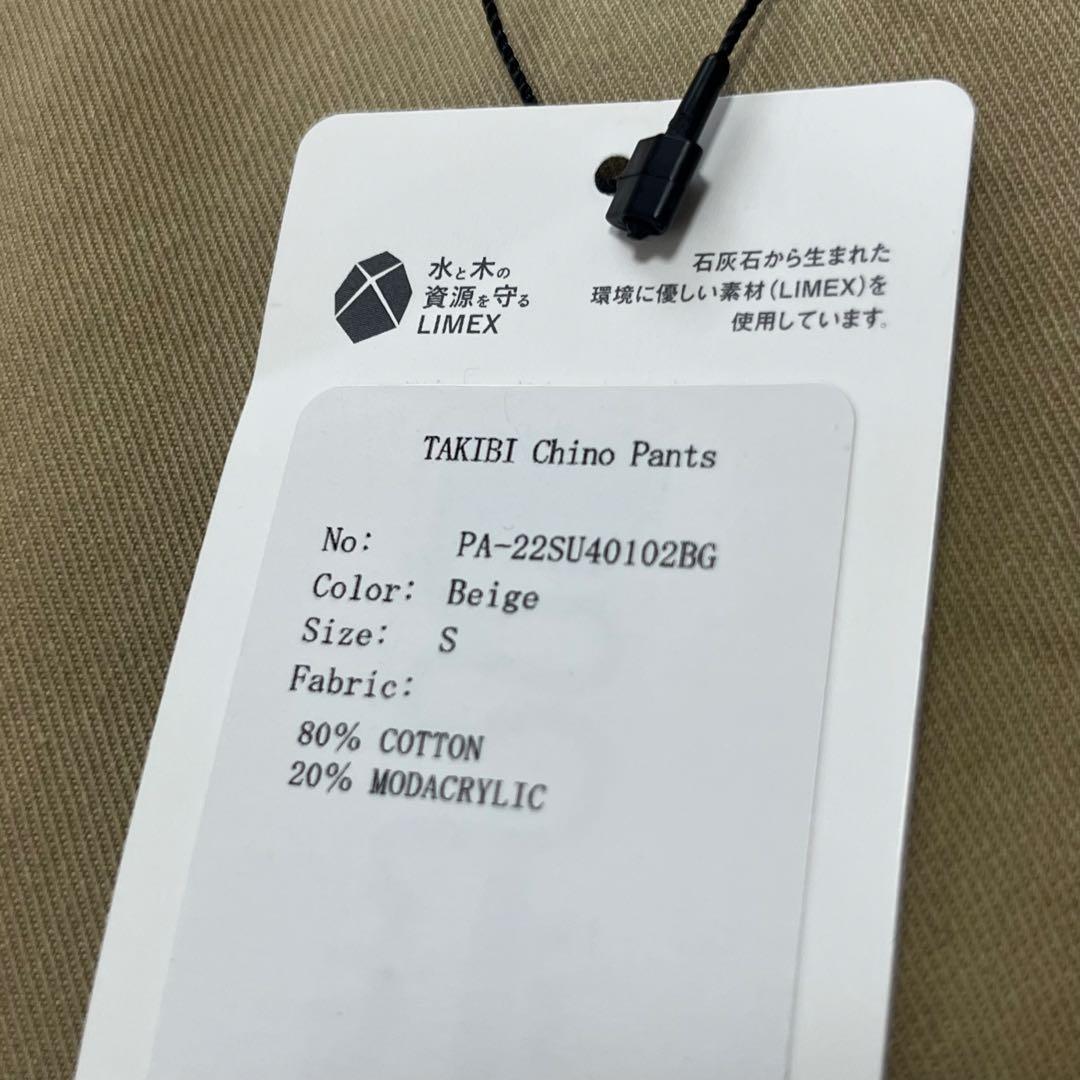 水と木の
資源を守る
LIMEX
石灰石から生まれた
環境に優しい素材(LIMEX)を
使用しています。
TAKIBI Chino Pants
No: PA-22SU40102BG
Color: Beige
Size: S
Fabric:
80% COTTON
20% MODACRYLIC